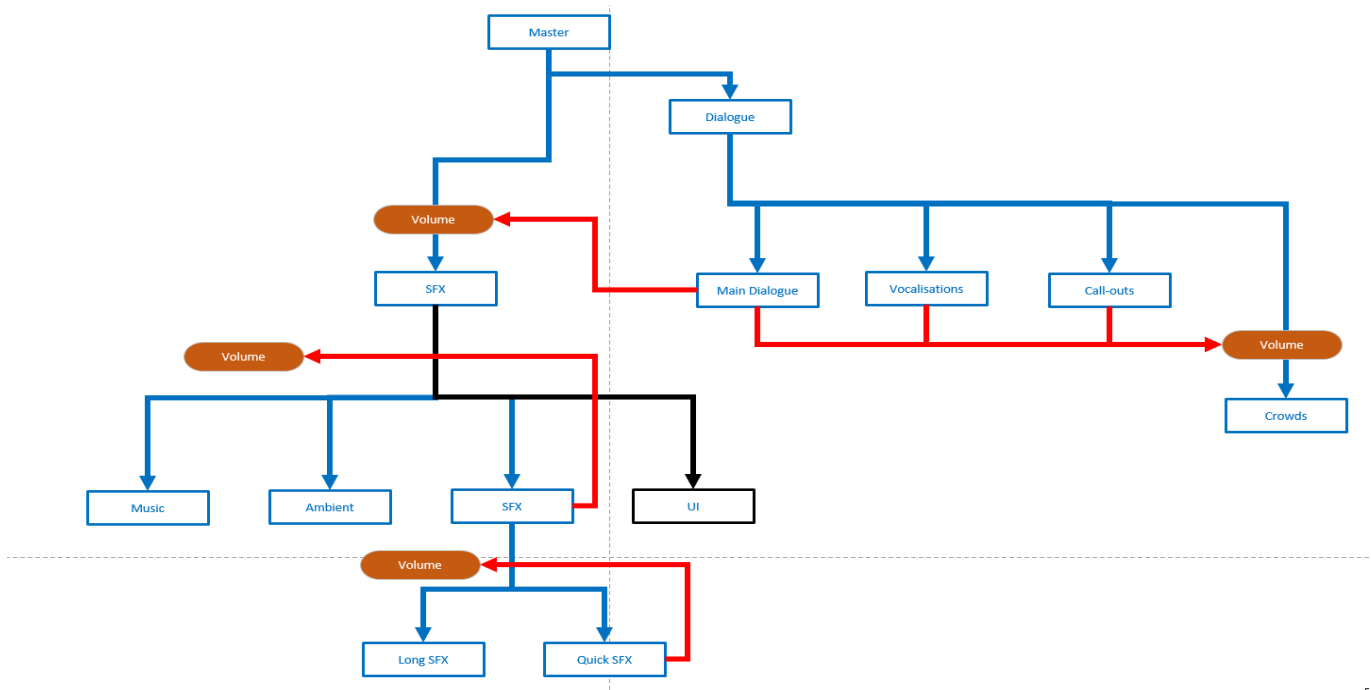 Master
Dialogue
Volume
SFX
Main Dialogue
Vocalisations
Call-outs
Volume
Volume
Crowds
Music
Ambient
SFX
UI
Volume
Long SFX
Quick SFX